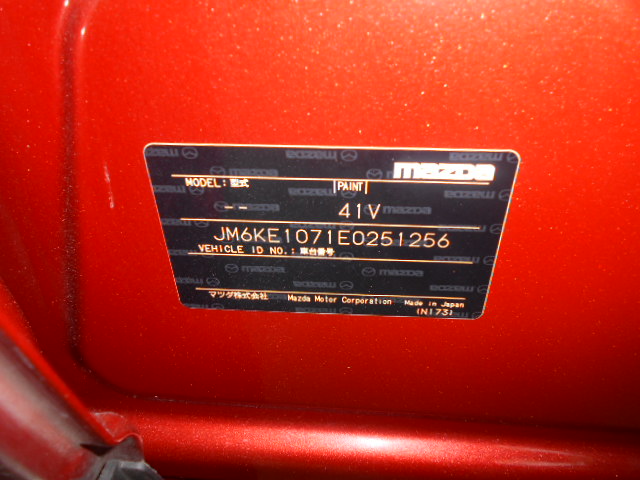 mazda
MODEL:型式 PAINT
-- 41V
JM6KE1071E0251256
VEHICLE ID NO.:車台番号
マツダ株式会社 Mazda Motor Corporation Made in Japan
(N173)